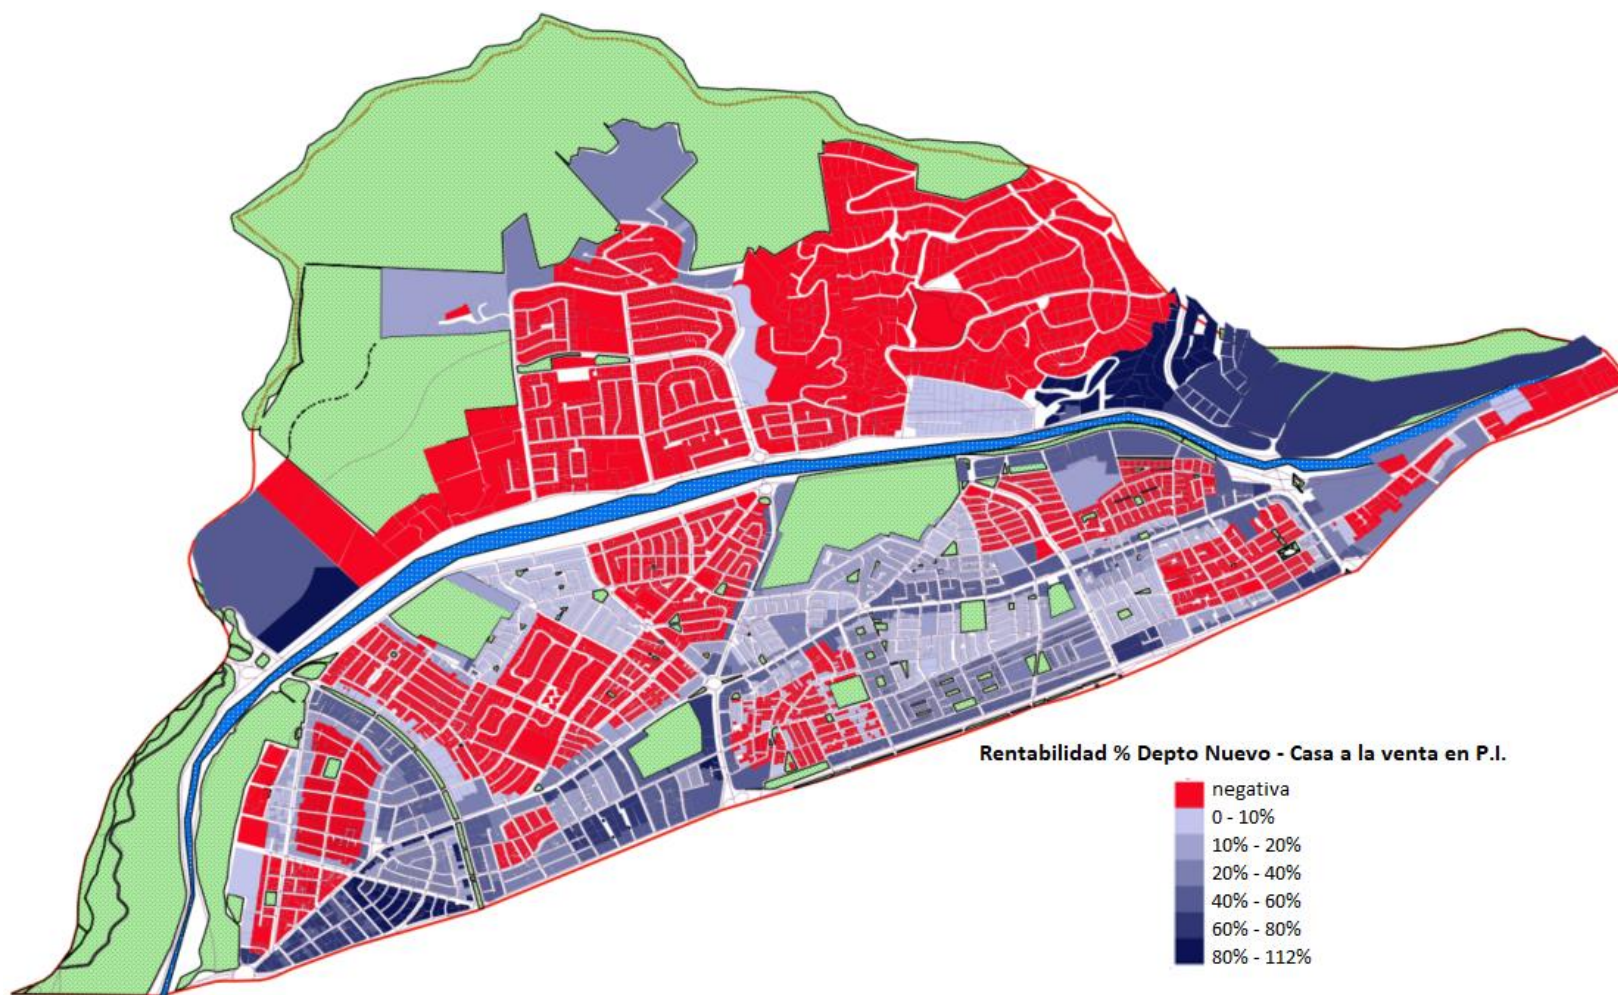 Rentabilidad % Depto Nuevo - Casa a la venta en P.I.
negativa
0 - 10%
10% - 20%
20% - 40%
40% - 60%
60% - 80%
80% - 112%